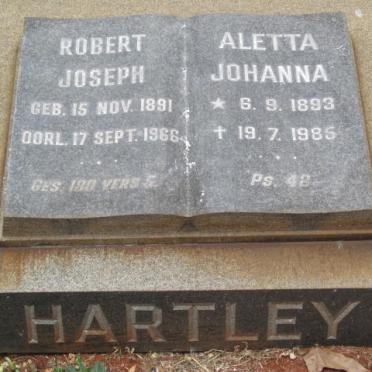 ROBERT
JOSEPH
GEB. 15 NOV. 1891
OORL. 17 SEPT. 1966
GES. 130 VERS 5.
ALETTA
JOHANNA
* 6. 9. 1893
† 19. 7. 1985
PS. 42
HARTLEY